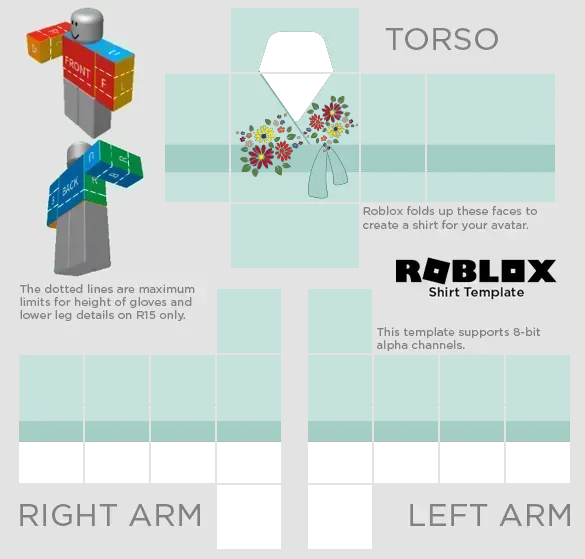 TORSO
FRONT
F
L
U
D
BACK
R
B
Roblox folds up these faces to
create a shirt for your avatar.
ROBLOX
Shirt Template
The dotted lines are maximum
limits for height of gloves and
lower leg details on R15 only.
This template supports 8-bit
alpha channels.
RIGHT ARM
LEFT ARM